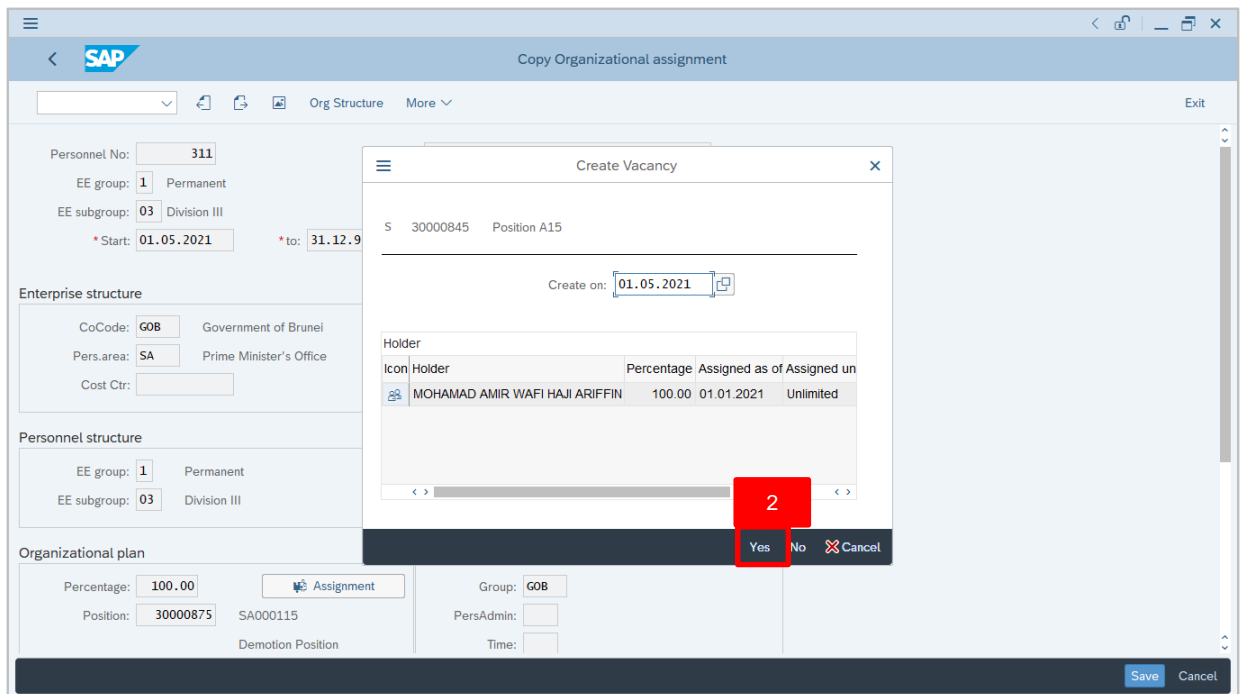 SAP
Copy Organizational assignment
Org Structure More Exit
Personnel No: 311
EE group: 1 Permanent
EE subgroup: 03 Division III
* Start: 01.05.2021 * to: 31.12.9
Enterprise structure
CoCode: GOB Government of Brunei
Pers.area: SA Prime Minister's Office
Cost Ctr:
Personnel structure
EE group: 1 Permanent
EE subgroup: 03 Division III
Organizational plan
Percentage: 100.00 Assignment
Position: 30000875 SA000115
Demotion Position
Group: GOB
PersAdmin:
Time:
Create Vacancy
S 30000845 Position A15
Create on: 01.05.2021
Holder
Icon Holder Percentage Assigned as of Assigned un
MOHAMAD AMIR WAFI HAJI ARIFFIN 100.00 01.01.2021 Unlimited
2
Yes No Cancel
Save Cancel